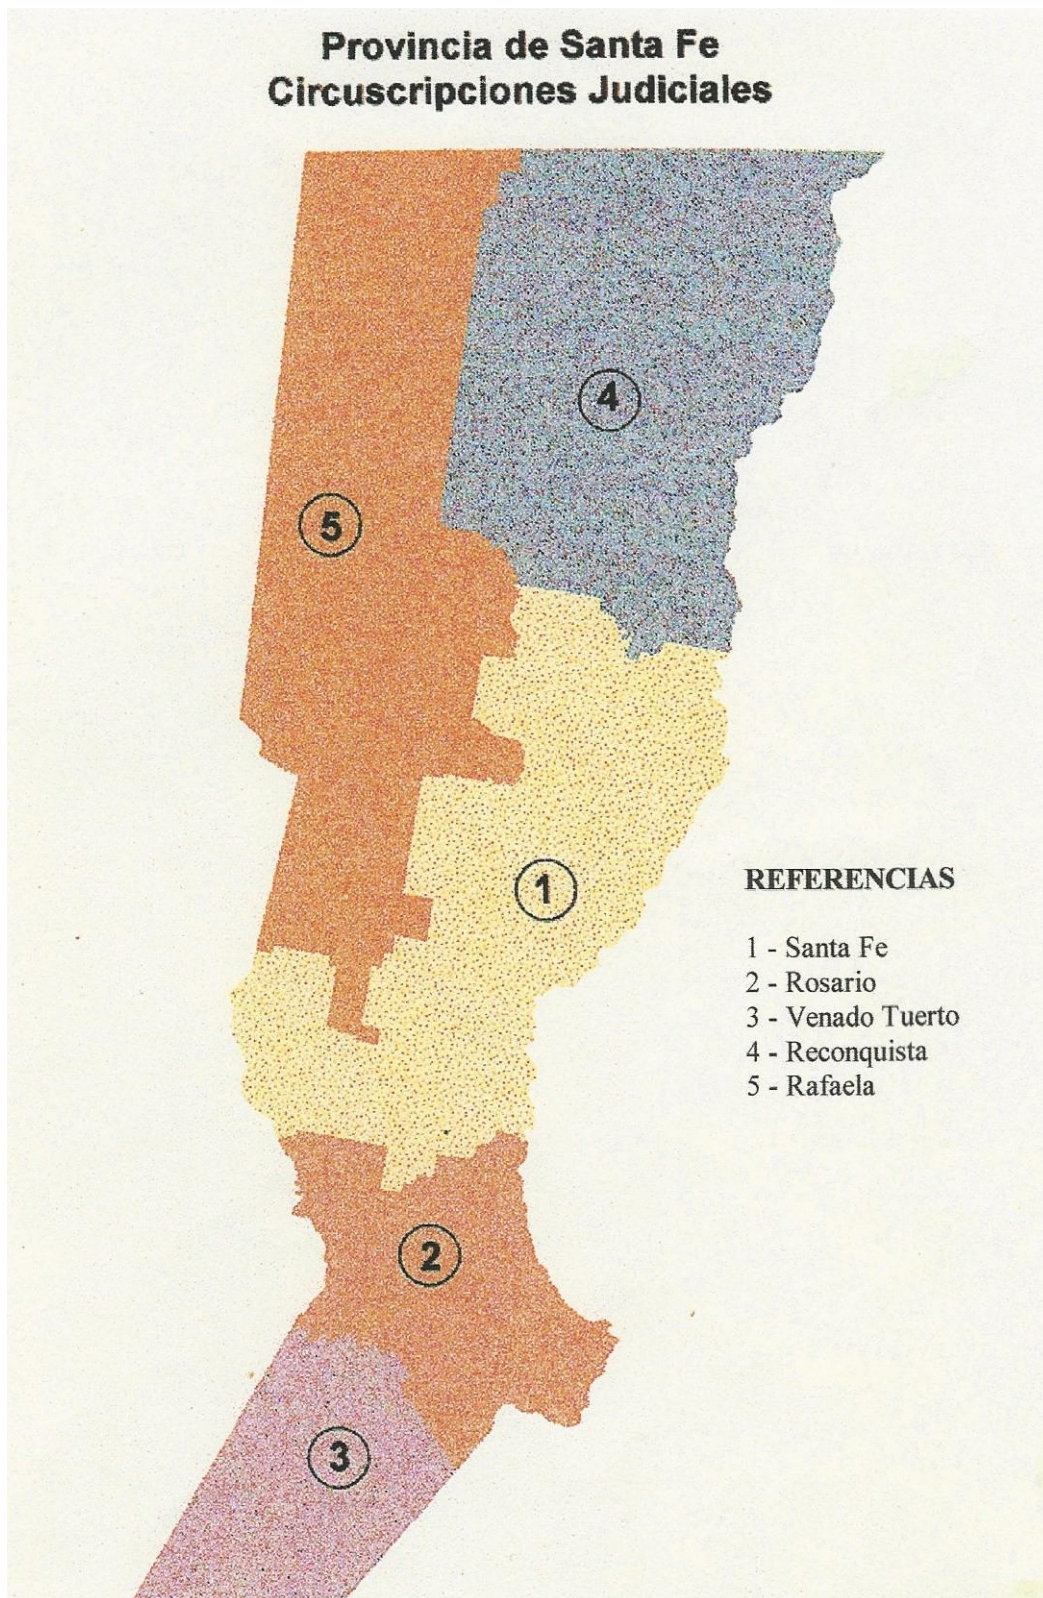 Provincia de Santa Fe
Circuscripciones Judiciales
4
5
1
REFERENCIAS
1 - Santa Fe
2 - Rosario
3 - Venado Tuerto
4 - Reconquista
5 - Rafaela
2
3